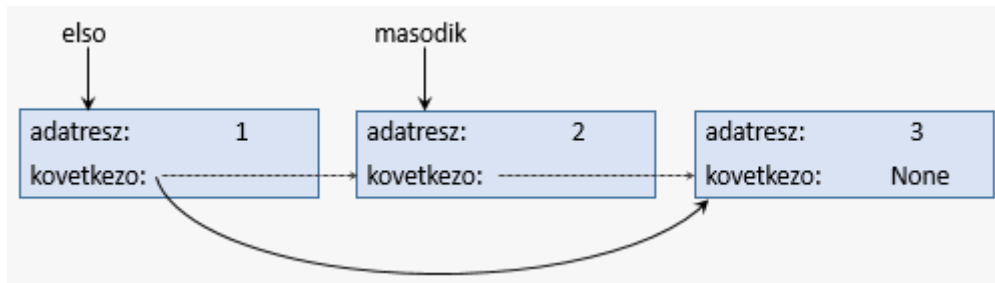 elso
masodik
adatresz: 1
kovetkezo:
adatresz: 2
kovetkezo:
adatresz: 3
kovetkezo: None